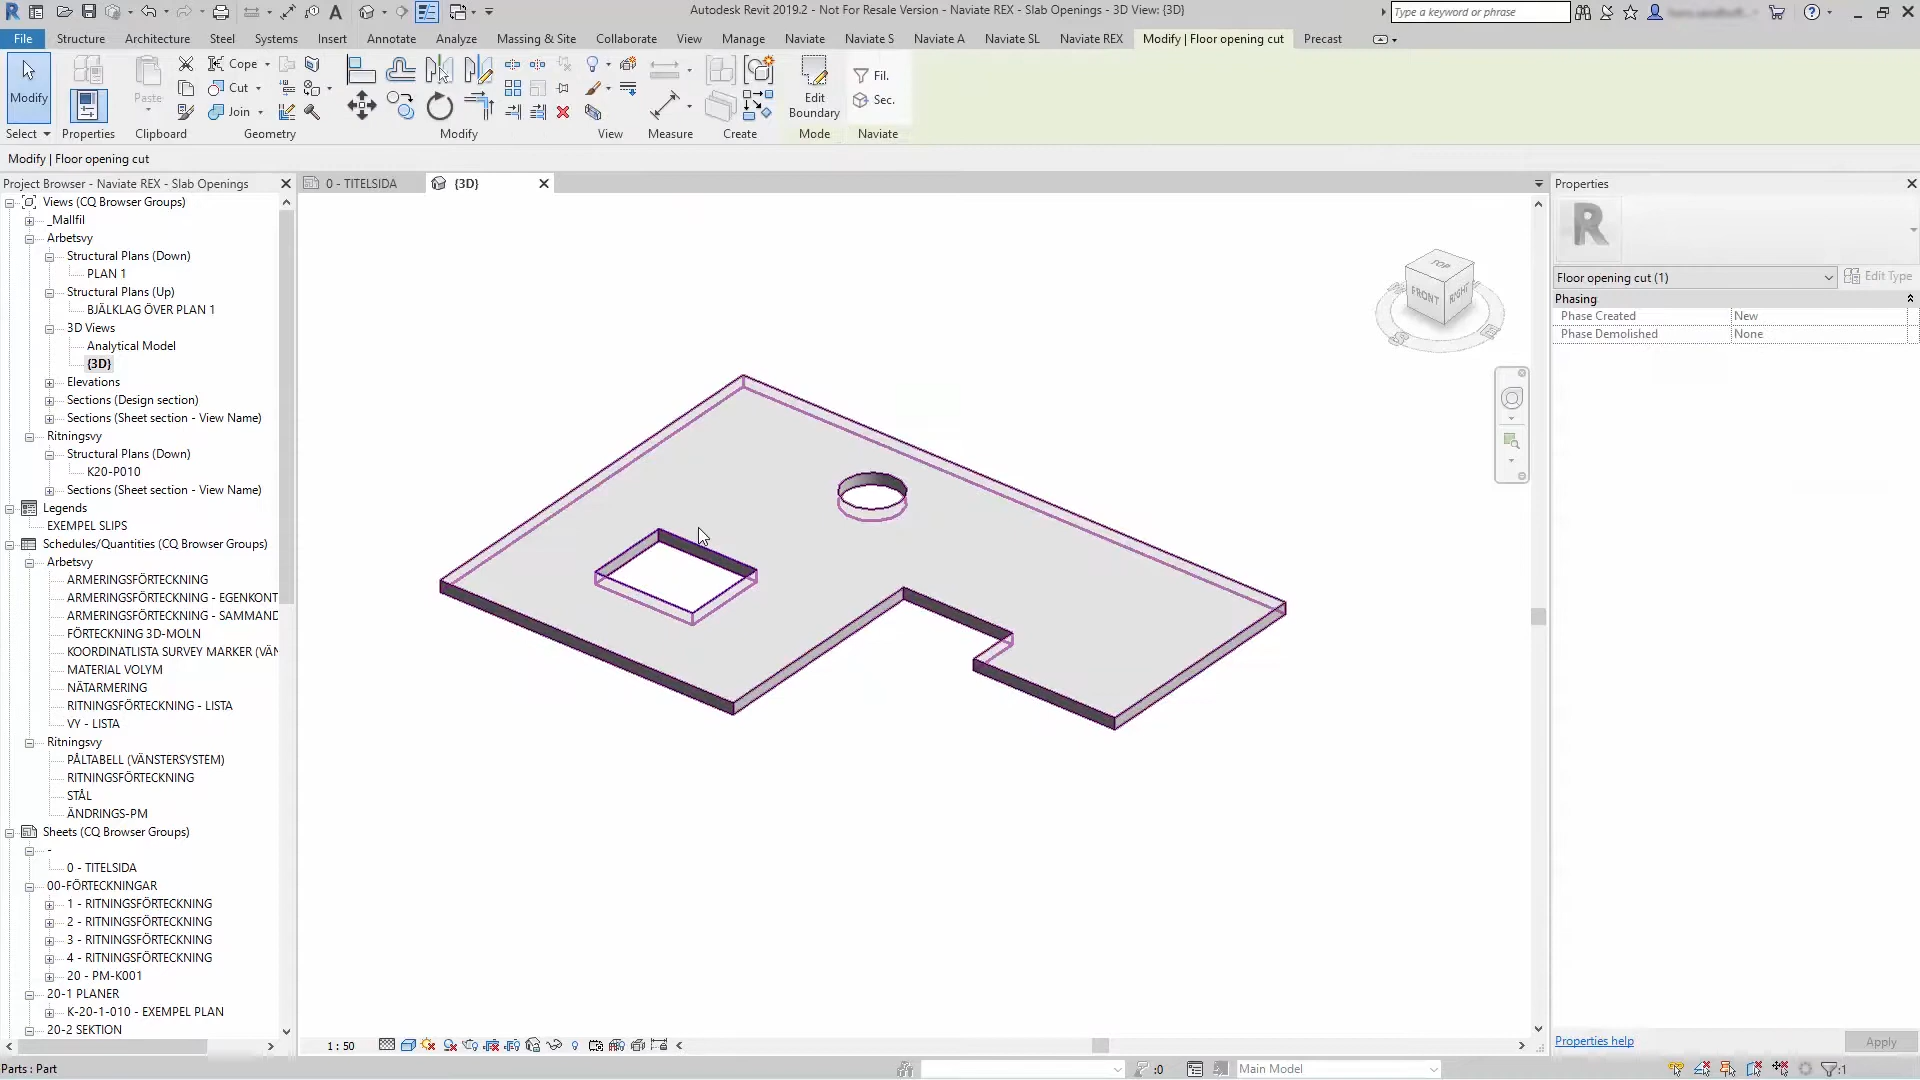 Autodesk Revit 2019.2 - Not For Resale Version - Naviate REX - Slab Openings - 3D View: {3D}
Type a keyword or phrase
File
Structure
Architecture
Steel
Systems
Insert
Annotate
Analyze
Massing & Site
Collaborate
View
Manage
Naviate
Naviate S
Naviate A
Naviate SL
Naviate REX
Modify | Floor opening cut
Precast
Modify
Paste
Cope
Cut
Join
Edit
Boundary
Fil.
Sec.
Select
Properties
Clipboard
Geometry
Modify
View
Measure
Create
Mode
Naviate
Modify | Floor opening cut
Project Browser - Naviate REX - Slab Openings
Views (CQ Browser Groups)
_Mallfil
Arbetsvy
Structural Plans (Down)
PLAN 1
Structural Plans (Up)
BJÄLKLAG ÖVER PLAN 1
3D Views
Analytical Model
{3D}
Elevations
Sections (Design section)
Sections (Sheet section - View Name)
Ritningsvy
Structural Plans (Down)
K20-P010
Sections (Sheet section - View Name)
Legends
EXEMPEL SLIPS
Schedules/Quantities (CQ Browser Groups)
Arbetsvy
ARMERINGSFÖRTECKNING
ARMERINGSFÖRTECKNING - EGENKONT
ARMERINGSFÖRTECKNING - SAMMAND
FÖRTECKNING 3D-MOLN
KOORDINATLISTA SURVEY MARKER (VÄN
MATERIAL VOLYM
NÄTARMERING
RITNINGSFÖRTECKNING - LISTA
VY - LISTA
Ritningsvy
PÅLTABELL (VÄNSTERSYSTEM)
RITNINGSFÖRTECKNING
STÅL
ÄNDRINGS-PM
Sheets (CQ Browser Groups)
-
0 - TITELSIDA
00-FÖRTECKNINGAR
1 - RITNINGSFÖRTECKNING
2 - RITNINGSFÖRTECKNING
3 - RITNINGSFÖRTECKNING
4 - RITNINGSFÖRTECKNING
20 - PM-K001
20-1 PLANER
K-20-1-010 - EXEMPEL PLAN
20-2 SEKTION
0 - TITELSIDA
{3D}
TOP
FRONT
RIGHT
Properties
Floor opening cut (1)
Edit Type
Phasing
Phase Created New
Phase Demolished None
Properties help
Apply
1 : 50
Parts : Part
:0
Main Model
:1